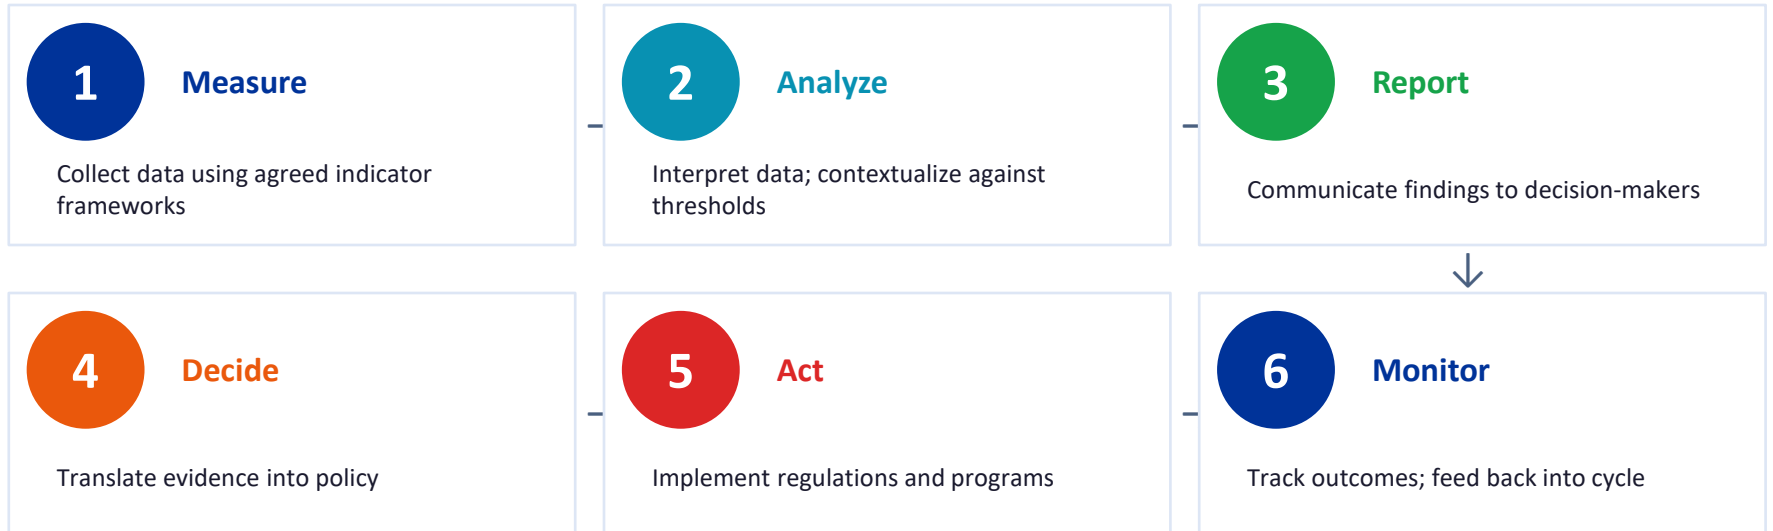 1
Measure
Collect data using agreed indicator
frameworks
2
Analyze
Interpret data; contextualize against
thresholds
3
Report
Communicate findings to decision-makers
4
Decide
Translate evidence into policy
5
Act
Implement regulations and programs
6
Monitor
Track outcomes; feed back into cycle